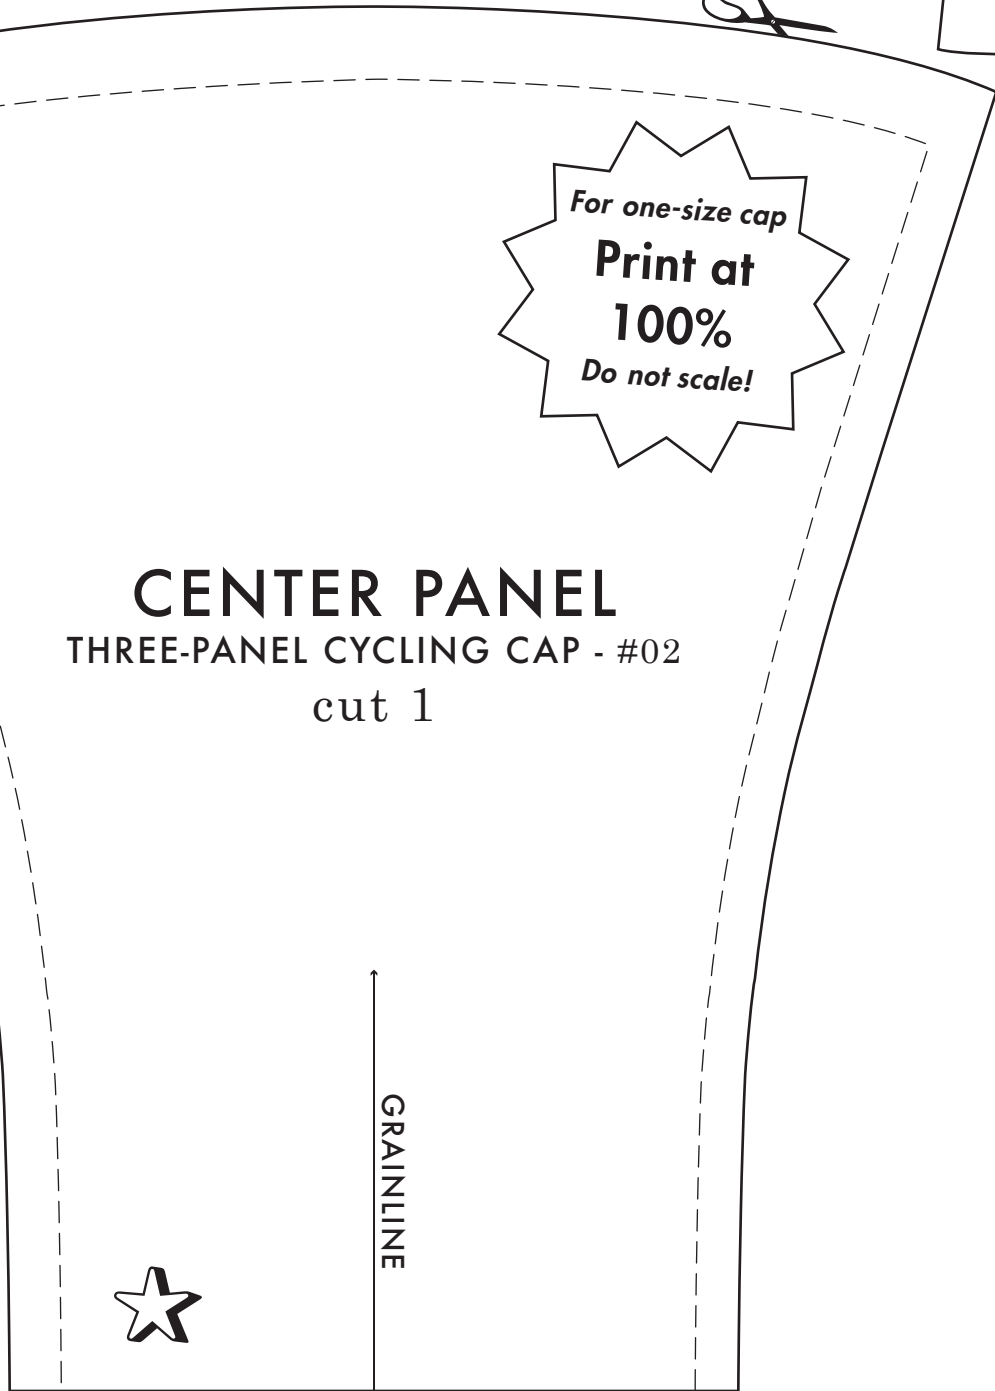 For one-size cap
Print at
100%
Do not scale!
CENTER PANEL
THREE-PANEL CYCLING CAP - #02
cut 1
GRAINLINE